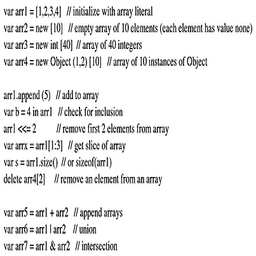 var arr1 = [1,2,3,4]  // initialize with array literal
var arr2 = new [10]  // empty array of 10 elements (each element has value none)
var arr3 = new int [40]  // array of 40 integers
var arr4 = new Object (1,2) [10]  // array of 10 instances of Object
arr1.append (5)  // add to array
var b = 4 in arr1  // check for inclusion
arr1 <<= 2  // remove first 2 elements from array
var arrx = arr1[1:3]  // get slice of array
var s = arr1.size()  // or sizeof(arr1)
delete arr4[2]  // remove an element from an array
var arr5 = arr1 + arr2  // append arrays
var arr6 = arr1 | arr2  // union
var arr7 = arr1 & arr2  // intersection